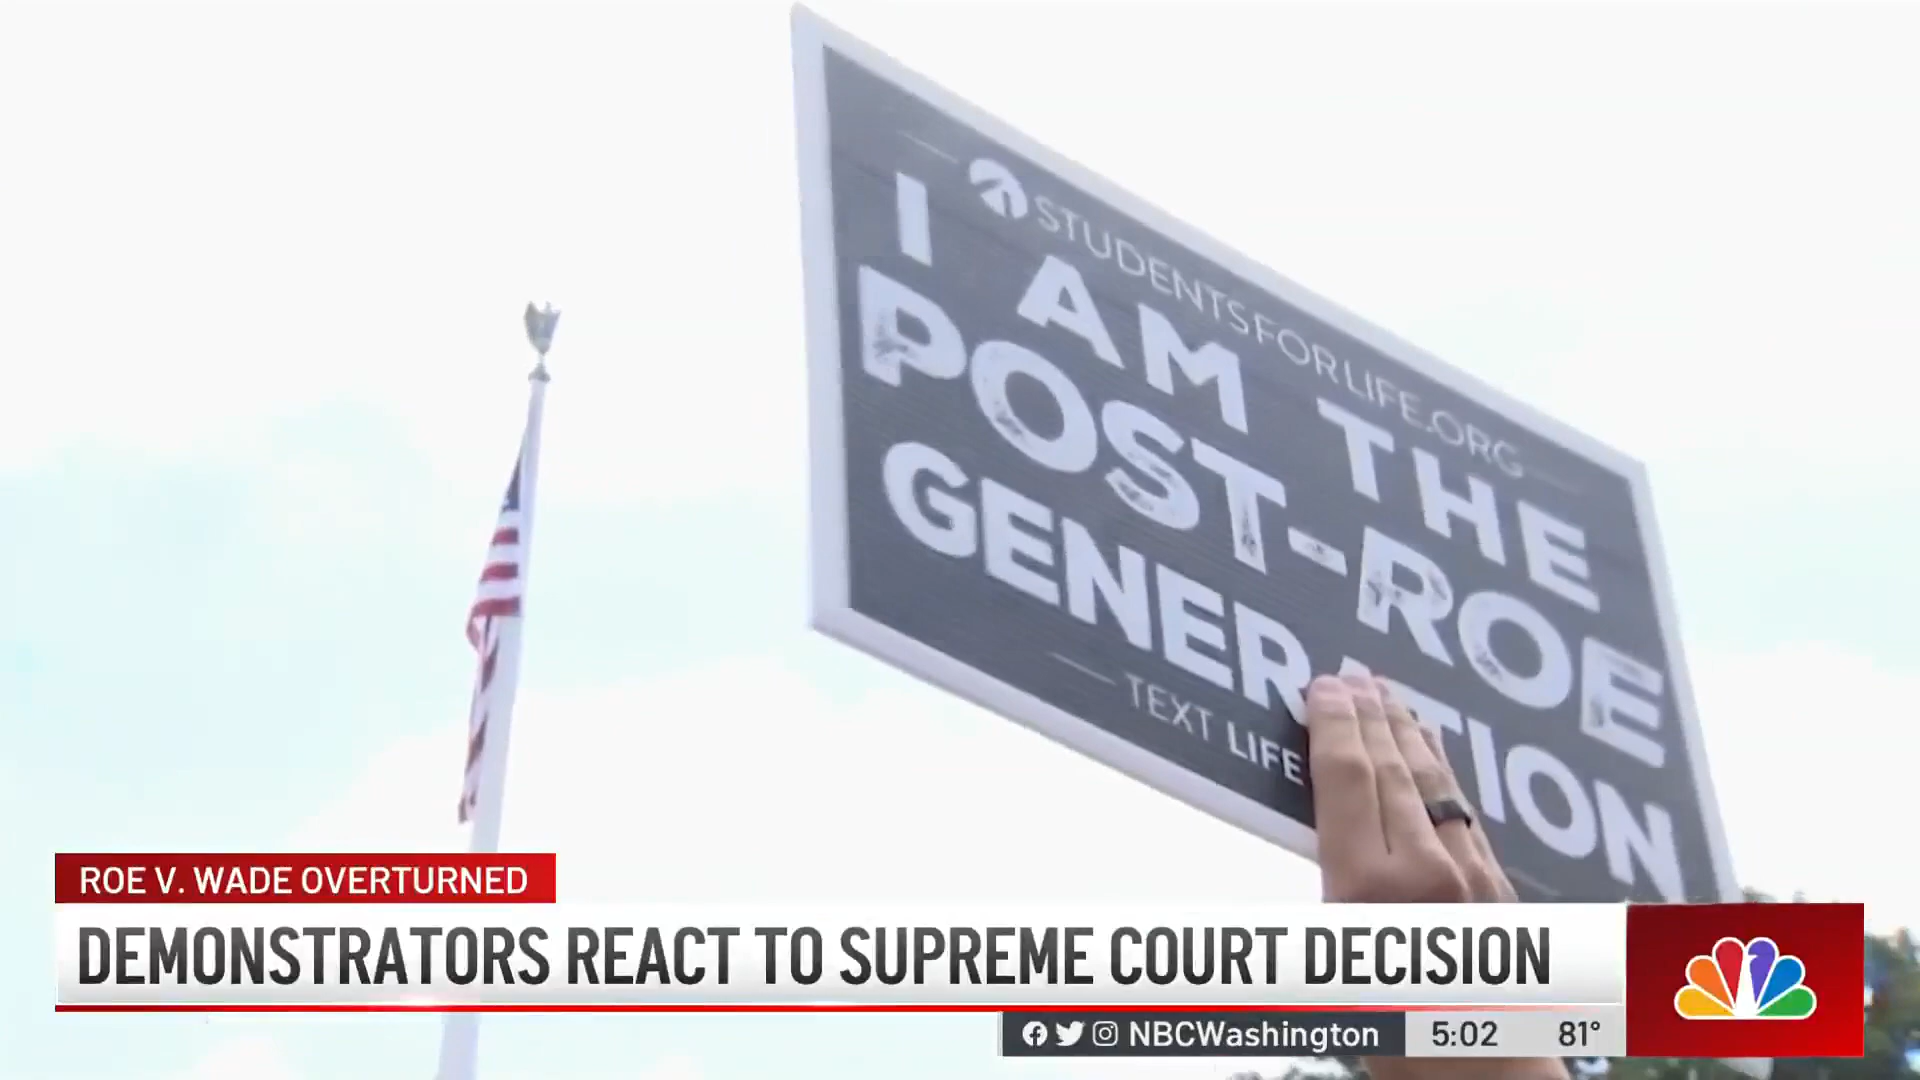 STUDENTSFORLIFE.ORG
I AM THE
POST-ROE
GENERATION
TEXT LIFE
ROE V. WADE OVERTURNED
DEMONSTRATORS REACT TO SUPREME COURT DECISION
NBCWashington 5:02 81°